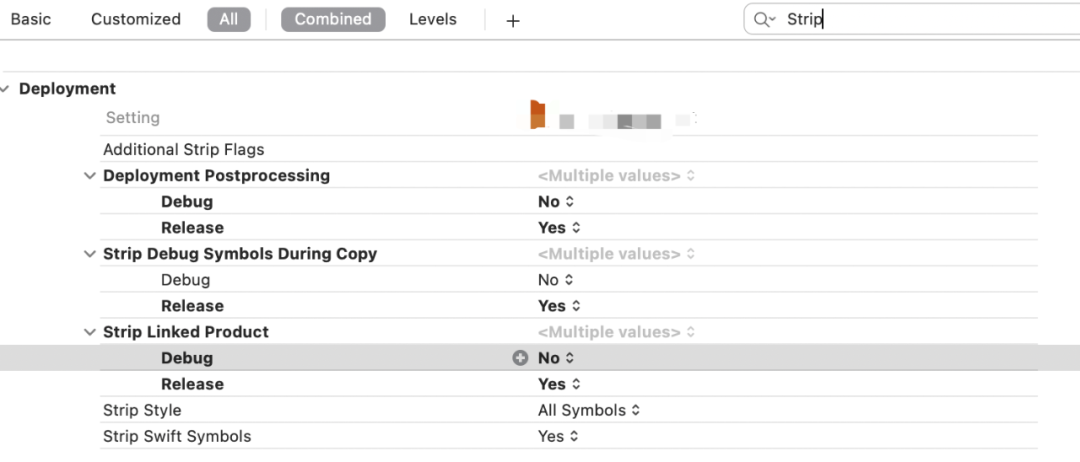 Basic Customized All Combined Levels + Strip
Deployment
Setting
Additional Strip Flags
Deployment Postprocessing <Multiple values>
Debug No
Release Yes
Strip Debug Symbols During Copy <Multiple values>
Debug No
Release Yes
Strip Linked Product <Multiple values>
Debug No
Release Yes
Strip Style All Symbols
Strip Swift Symbols Yes